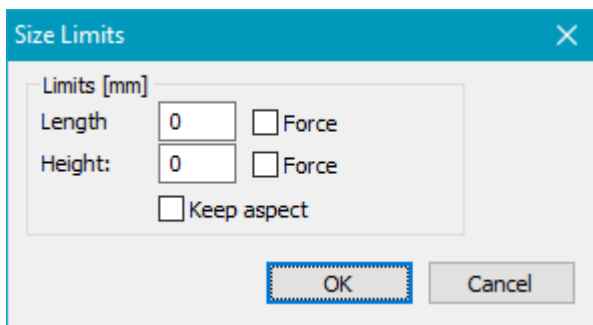 Size Limits
Limits [mm]
Length 0 Force
Height: 0 Force
Keep aspect
OK Cancel